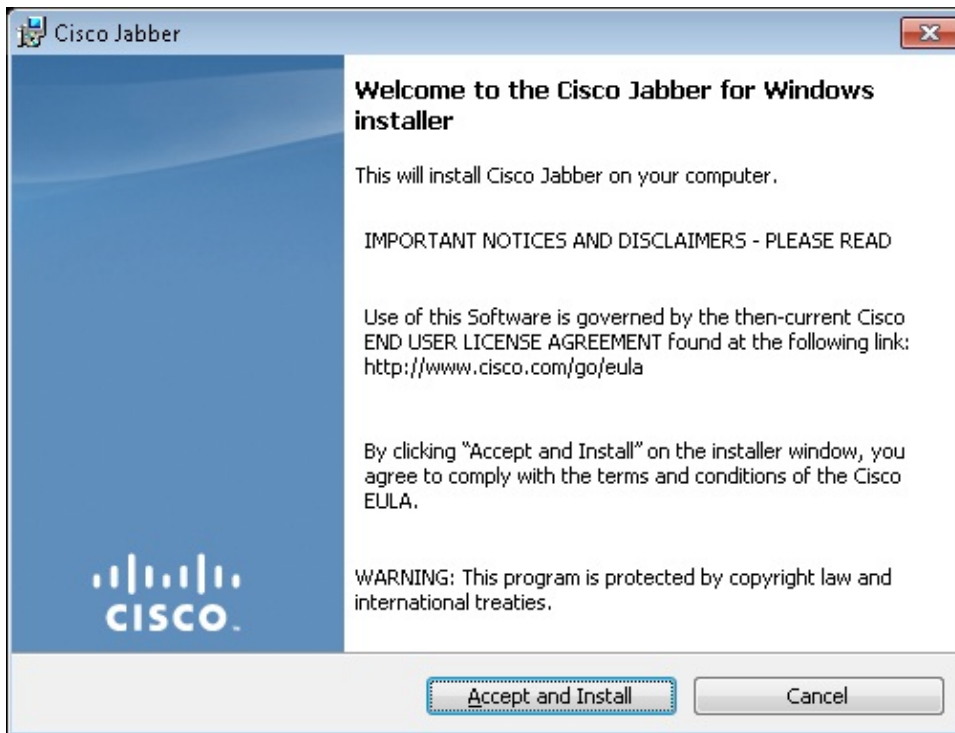 Cisco Jabber
Welcome to the Cisco Jabber for Windows
installer
This will install Cisco Jabber on your computer.
IMPORTANT NOTICES AND DISCLAIMERS - PLEASE READ
Use of this Software is governed by the then-current Cisco
END USER LICENSE AGREEMENT found at the following link:
http://www.cisco.com/go/eula
By clicking “Accept and Install” on the installer window, you
agree to comply with the terms and conditions of the Cisco
EULA.
WARNING: This program is protected by copyright law and
international treaties.
CISCO.
Accept and Install
Cancel